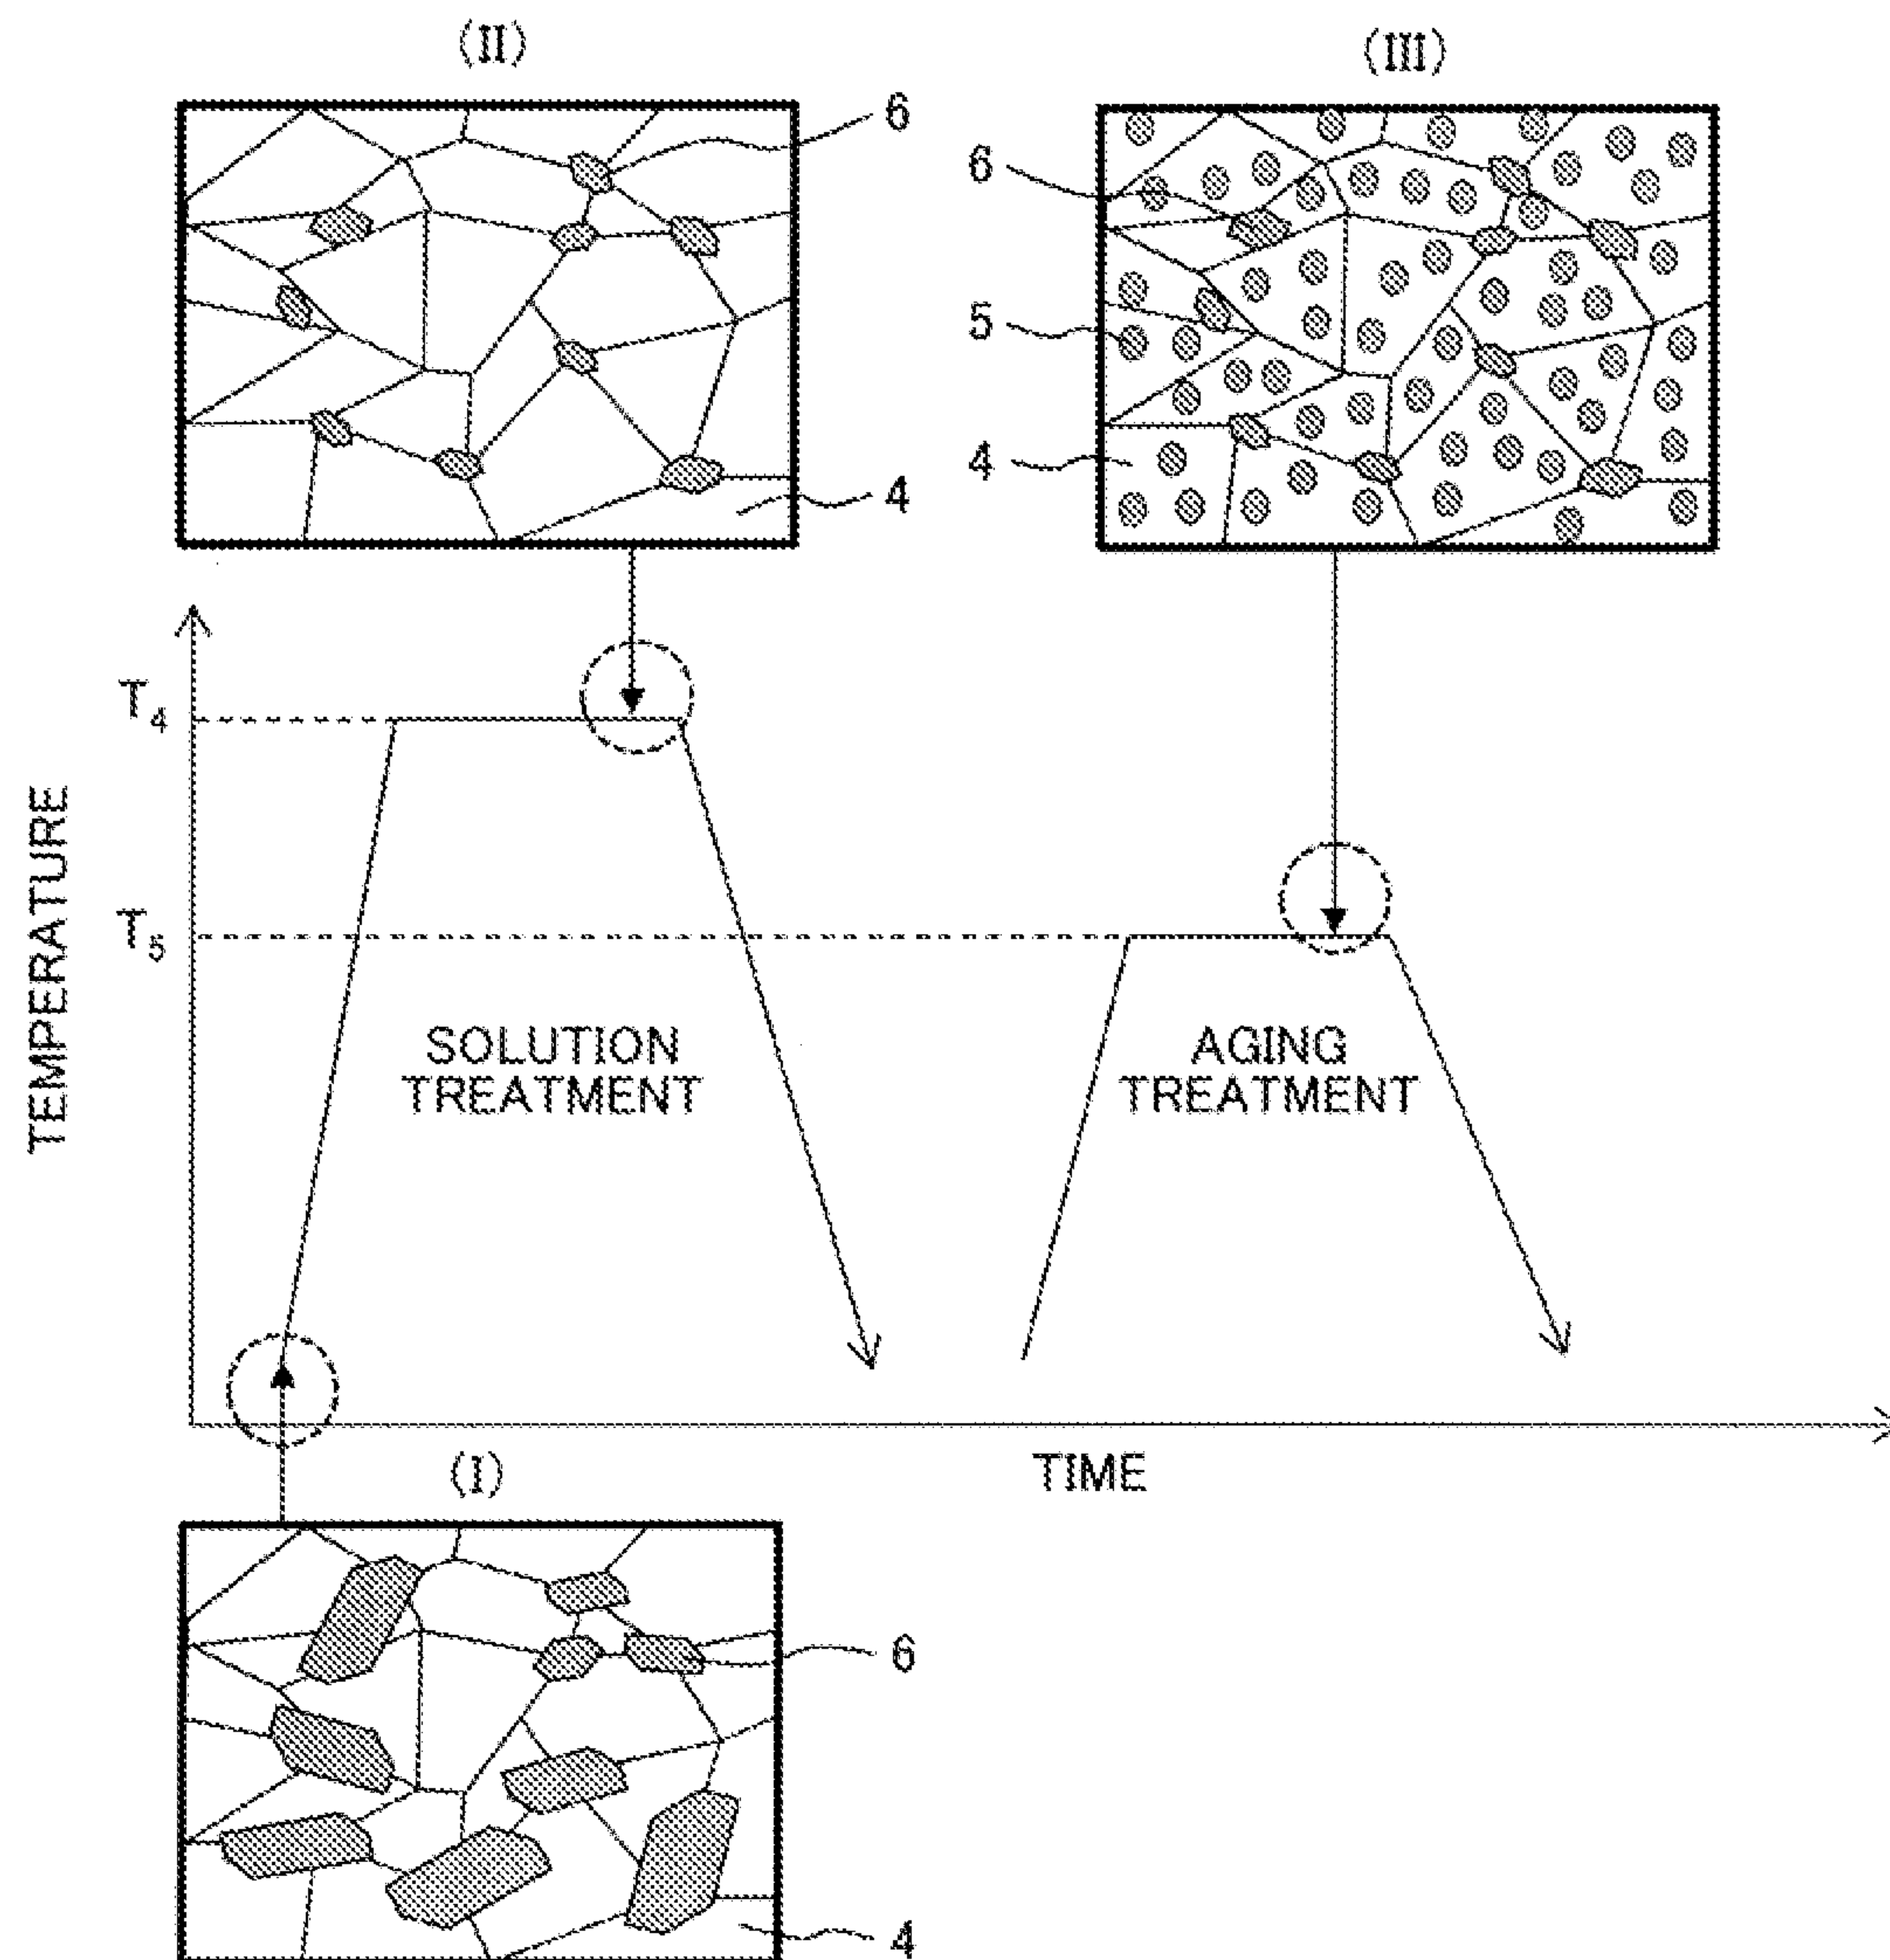 (II)
(III)
6
6
5
4
4
T4
TEMPERATURE
T5
SOLUTION
TREATMENT
AGING
TREATMENT
TIME
(I)
6
4